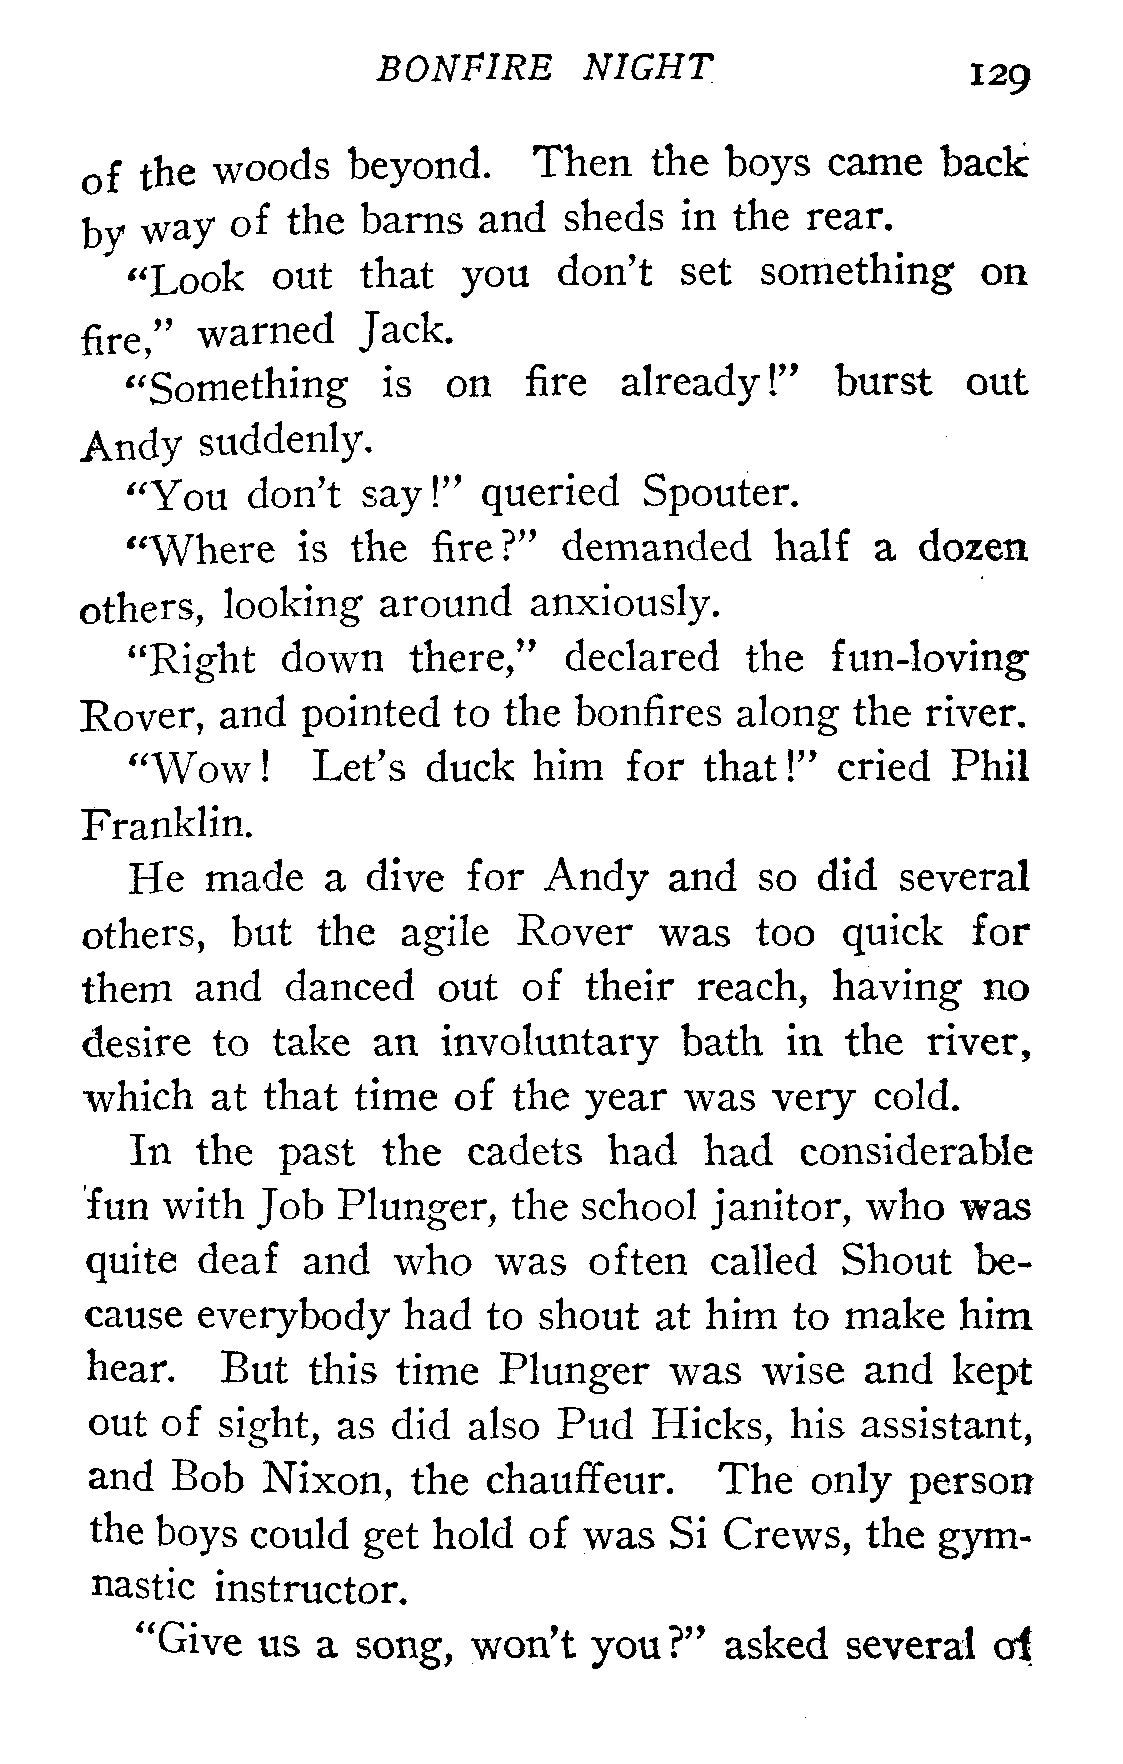 BONFIRE NIGHT 129
of the woods beyond. Then the boys came back
by way of the barns and sheds in the rear.
“Look out that you don’t set something on
fire,” warned Jack.
“Something is on fire already!” burst out
Andy suddenly.
“You don’t say!” queried Spouter.
“Where is the fire?” demanded half a dozen
others, looking around anxiously.
“Right down there,” declared the fun-loving
Rover, and pointed to the bonfires along the river.
“Wow! Let’s duck him for that!” cried Phil
Franklin.
He made a dive for Andy and so did several
others, but the agile Rover was too quick for
them and danced out of their reach, having no
desire to take an involuntary bath in the river,
which at that time of the year was very cold.
In the past the cadets had had considerable
fun with Job Plunger, the school janitor, who was
quite deaf and who was often called Shout be-
cause everybody had to shout at him to make him
hear. But this time Plunger was wise and kept
out of sight, as did also Pud Hicks, his assistant,
and Bob Nixon, the chauffeur. The only person
the boys could get hold of was Si Crews, the gym-
nastic instructor.
“Give us a song, won’t you?” asked several of